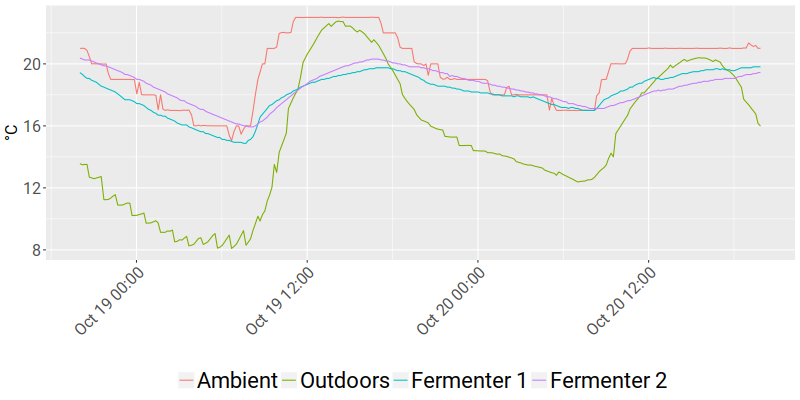 °C
20
16
12
8
Oct 19 00:00
Oct 19 12:00
Oct 20 00:00
Oct 20 12:00
Ambient Outdoors Fermenter 1 Fermenter 2